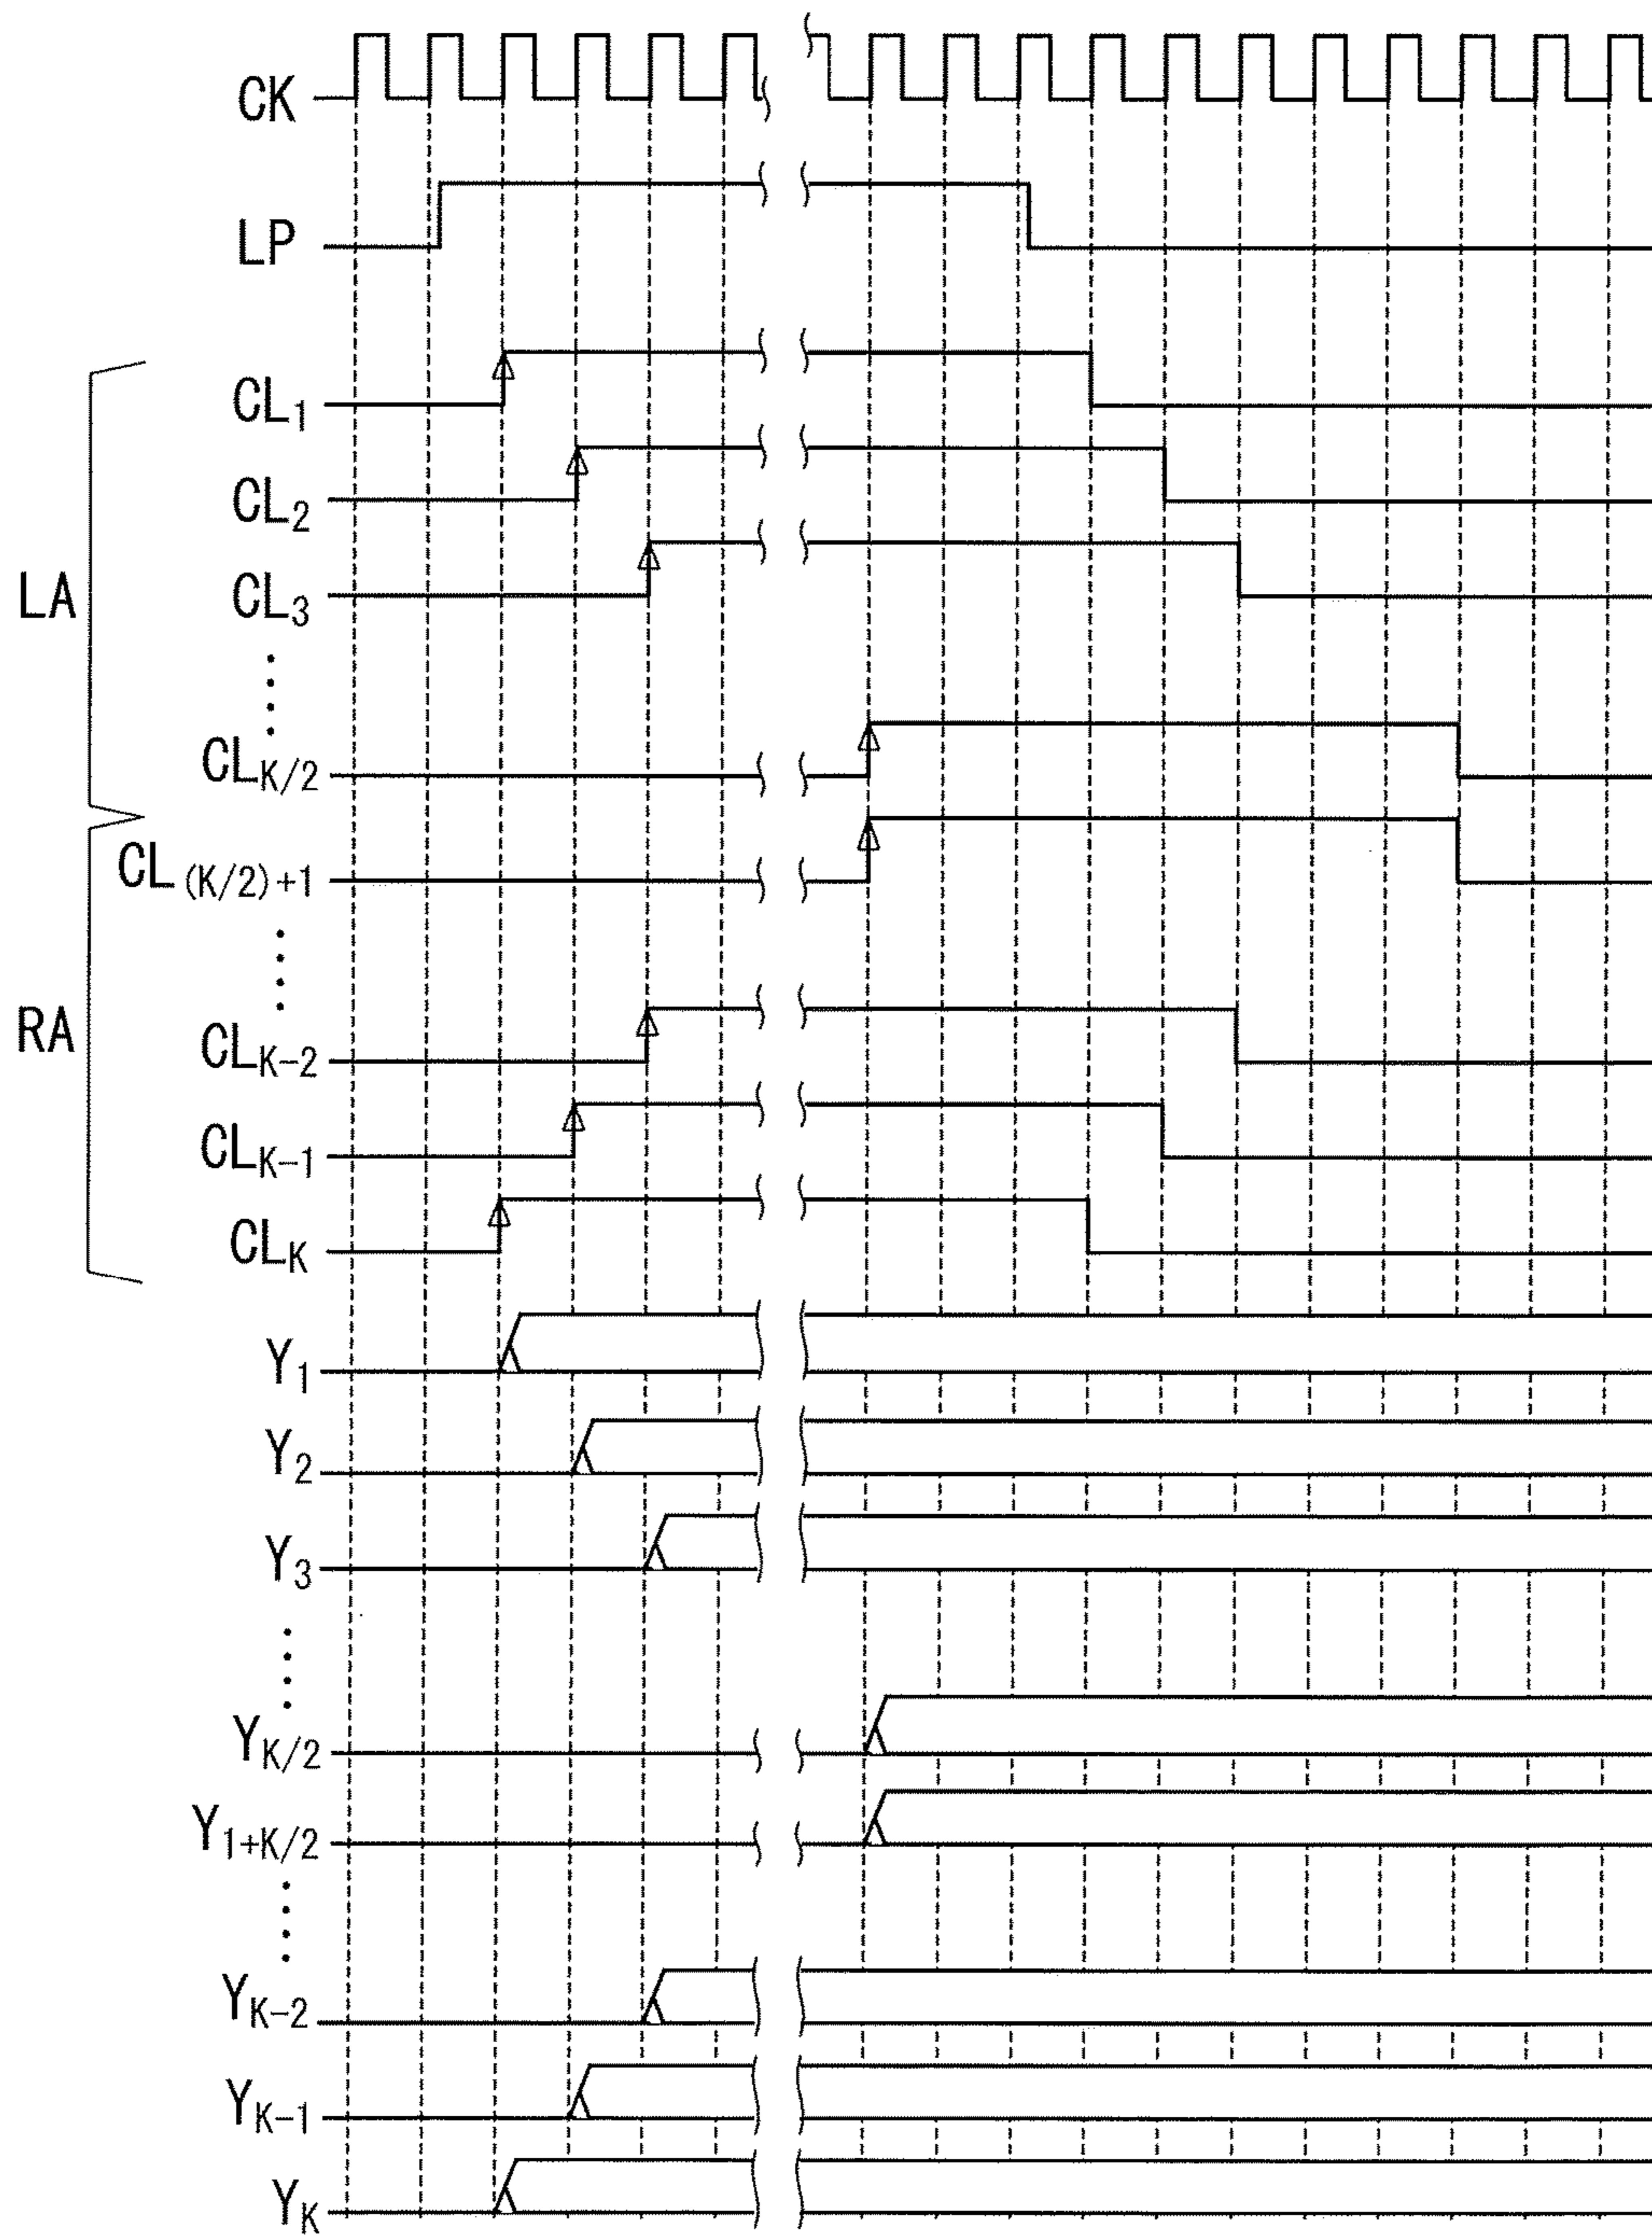 CK
LP
CL1
CL2
LA
CL3
CLK/2
CL(K/2)+1
RA
CLK-2
CLK-1
CLK
Y1
Y2
Y3
YK/2
Y1+K/2
YK-2
YK-1
YK